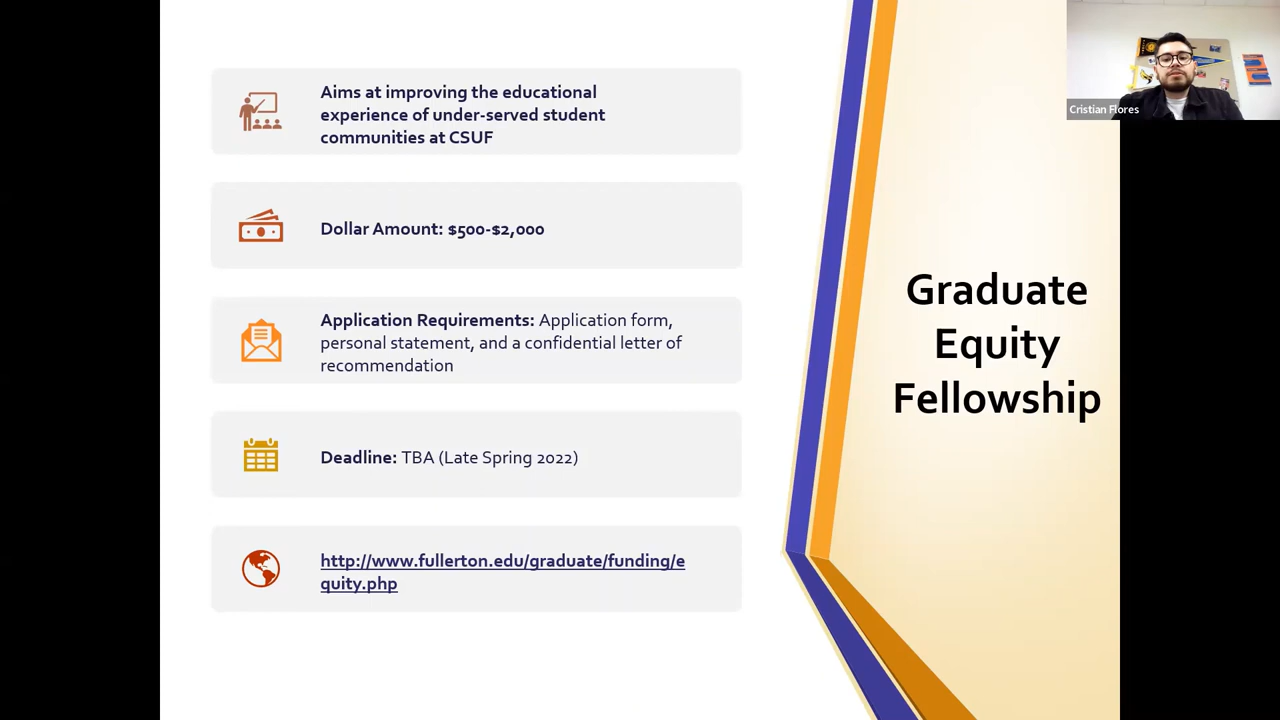 Aims at improving the educational
experience of under-served student
communities at CSUF
Dollar Amount: $500-$2,000
Application Requirements: Application form,
personal statement, and a confidential letter of
recommendation
Deadline: TBA (Late Spring 2022)
http://www.fullerton.edu/graduate/funding/e
quity.php
Graduate
Equity
Fellowship
Cristian Flores